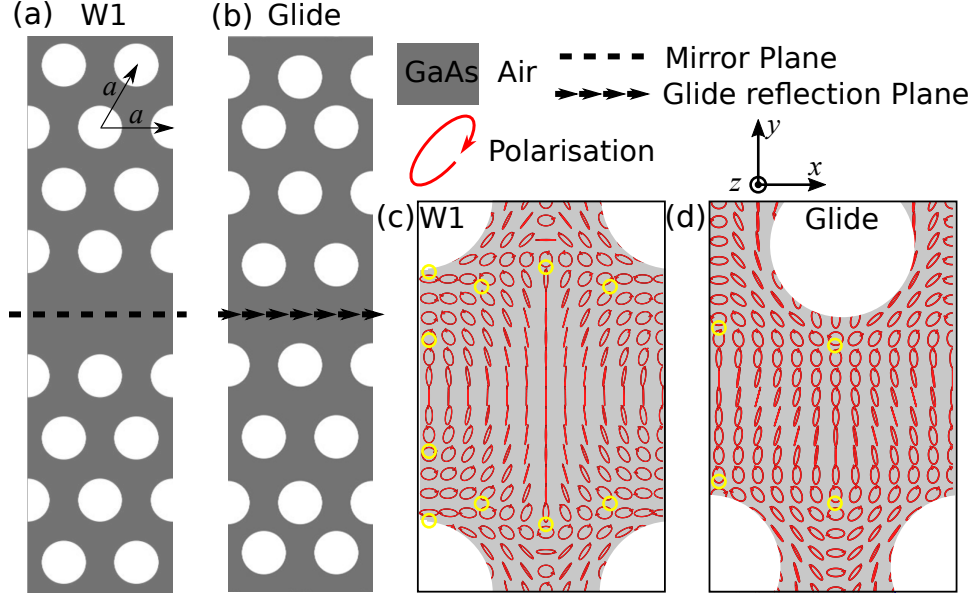 (a) W1
(b) Glide
a
a
GaAs Air
Mirror Plane
Glide reflection Plane
Polarisation
y
z
x
(c) W1
(d) Glide